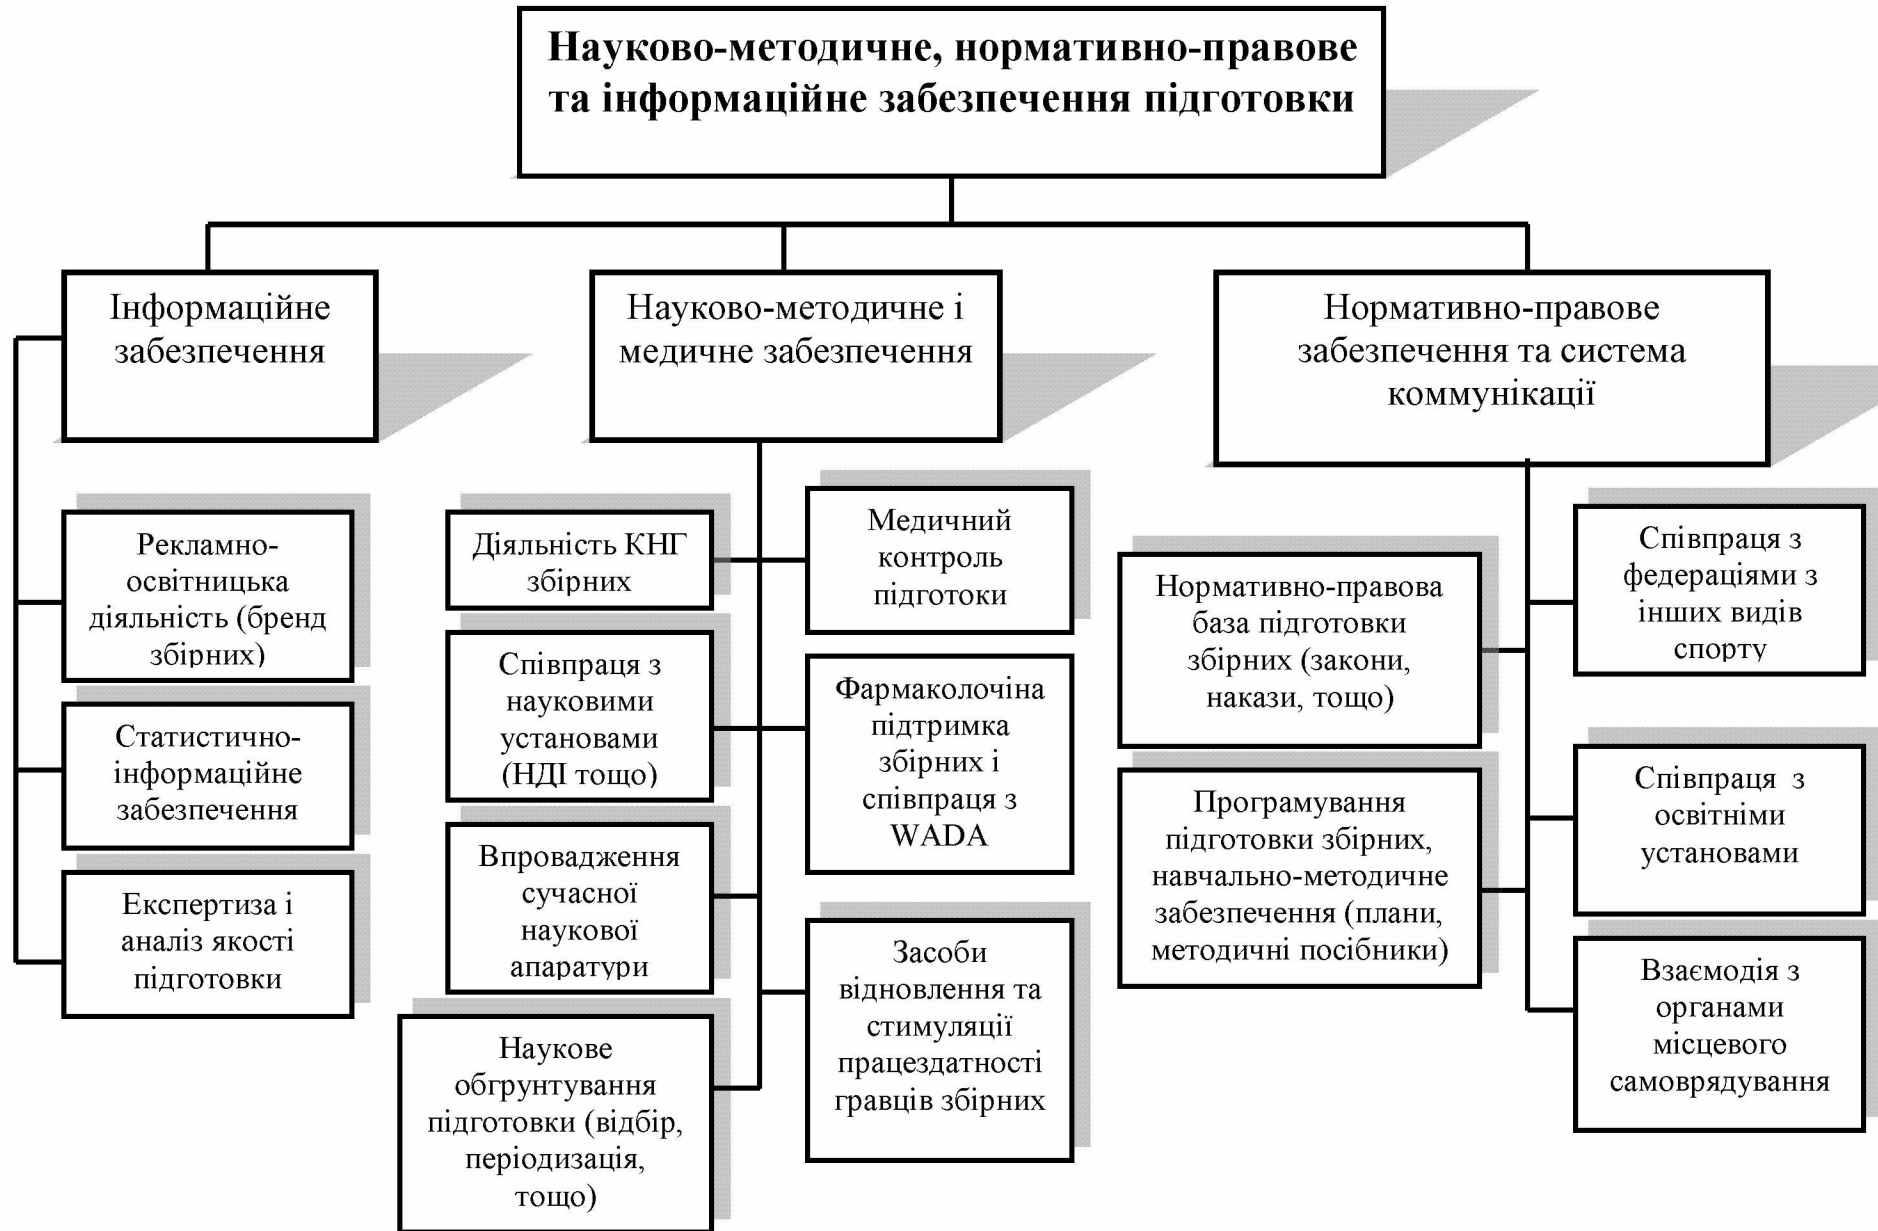 Науково-методичне, нормативно-правове
та інформаційне забезпечення підготовки
Інформаційне
забезпечення
Науково-методичне і
медичне забезпечення
Нормативно-правове
забезпечення та система
коммунікації
Рекламно-
освітницька
діяльність (бренд
збірних)
Статистично-
інформаційне
забезпечення
Експертиза і
аналіз якості
підготовки
Діяльність КНГ
збірних
Співпраця з
науковими
установами
(НДІ тощо)
Впровадження
сучасної
наукової
апаратури
Наукове
обгрунтування
підготовки (відбір,
періодизація,
тощо)
Медичний
контроль
підготоки
Фармаколочіна
підтримка
збірних і
співпраця з
WADA
Засоби
відновлення та
стимуляції
працездатності
гравців збірних
Нормативно-правова
база підготовки
збірних (закони,
накази, тощо)
Програмування
підготовки збірних,
навчально-методичне
забезпечення (плани,
методичні посібники)
Співпраця з
федераціями з
інших видів
спорту
Співпраця з
освітніми
установами
Взаємодія з
органами
місцевого
самоврядування